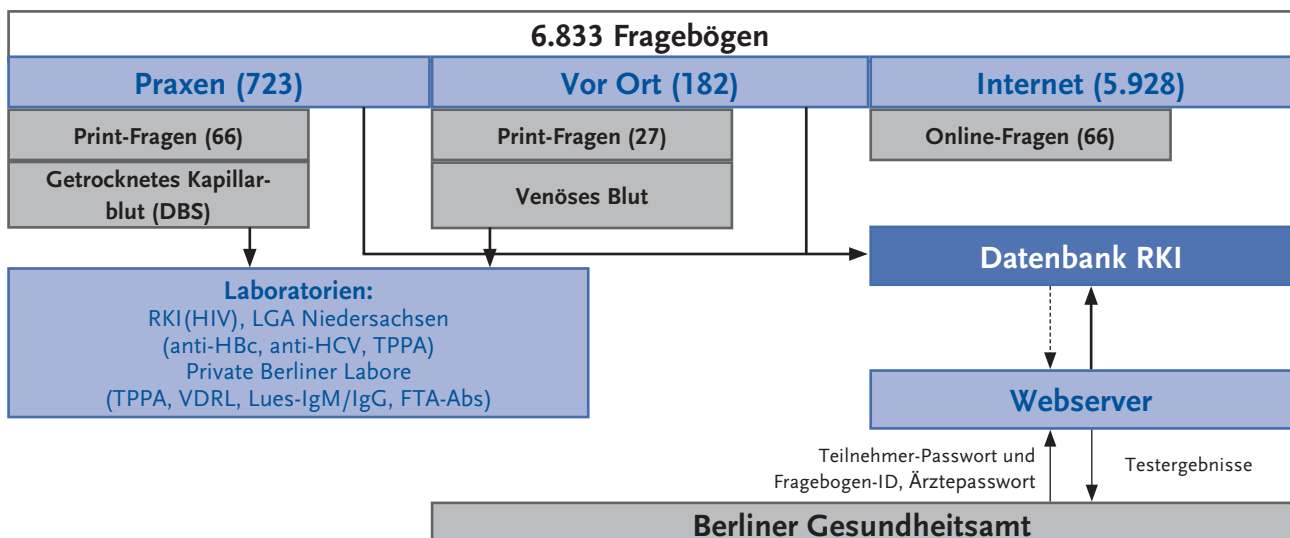 6.833 Fragebögen
Praxen (723)
Vor Ort (182)
Internet (5.928)
Print-Fragen (66)
Print-Fragen (27)
Online-Fragen (66)
Getrocknetes Kapillar-
blut (DBS)
Venöses Blut
Datenbank RKI
Laboratorien:
RKI(HIV), LGA Niedersachsen
(anti-HBc, anti-HCV, TPPA)
Private Berliner Labore
(TPPA, VDRL, Lues-IgM/IgG, FTA-Abs)
Webserver
Teilnehmer-Passwort und
Fragebogen-ID, Ärztepasswort
Testergebnisse
Berliner Gesundheitsamt